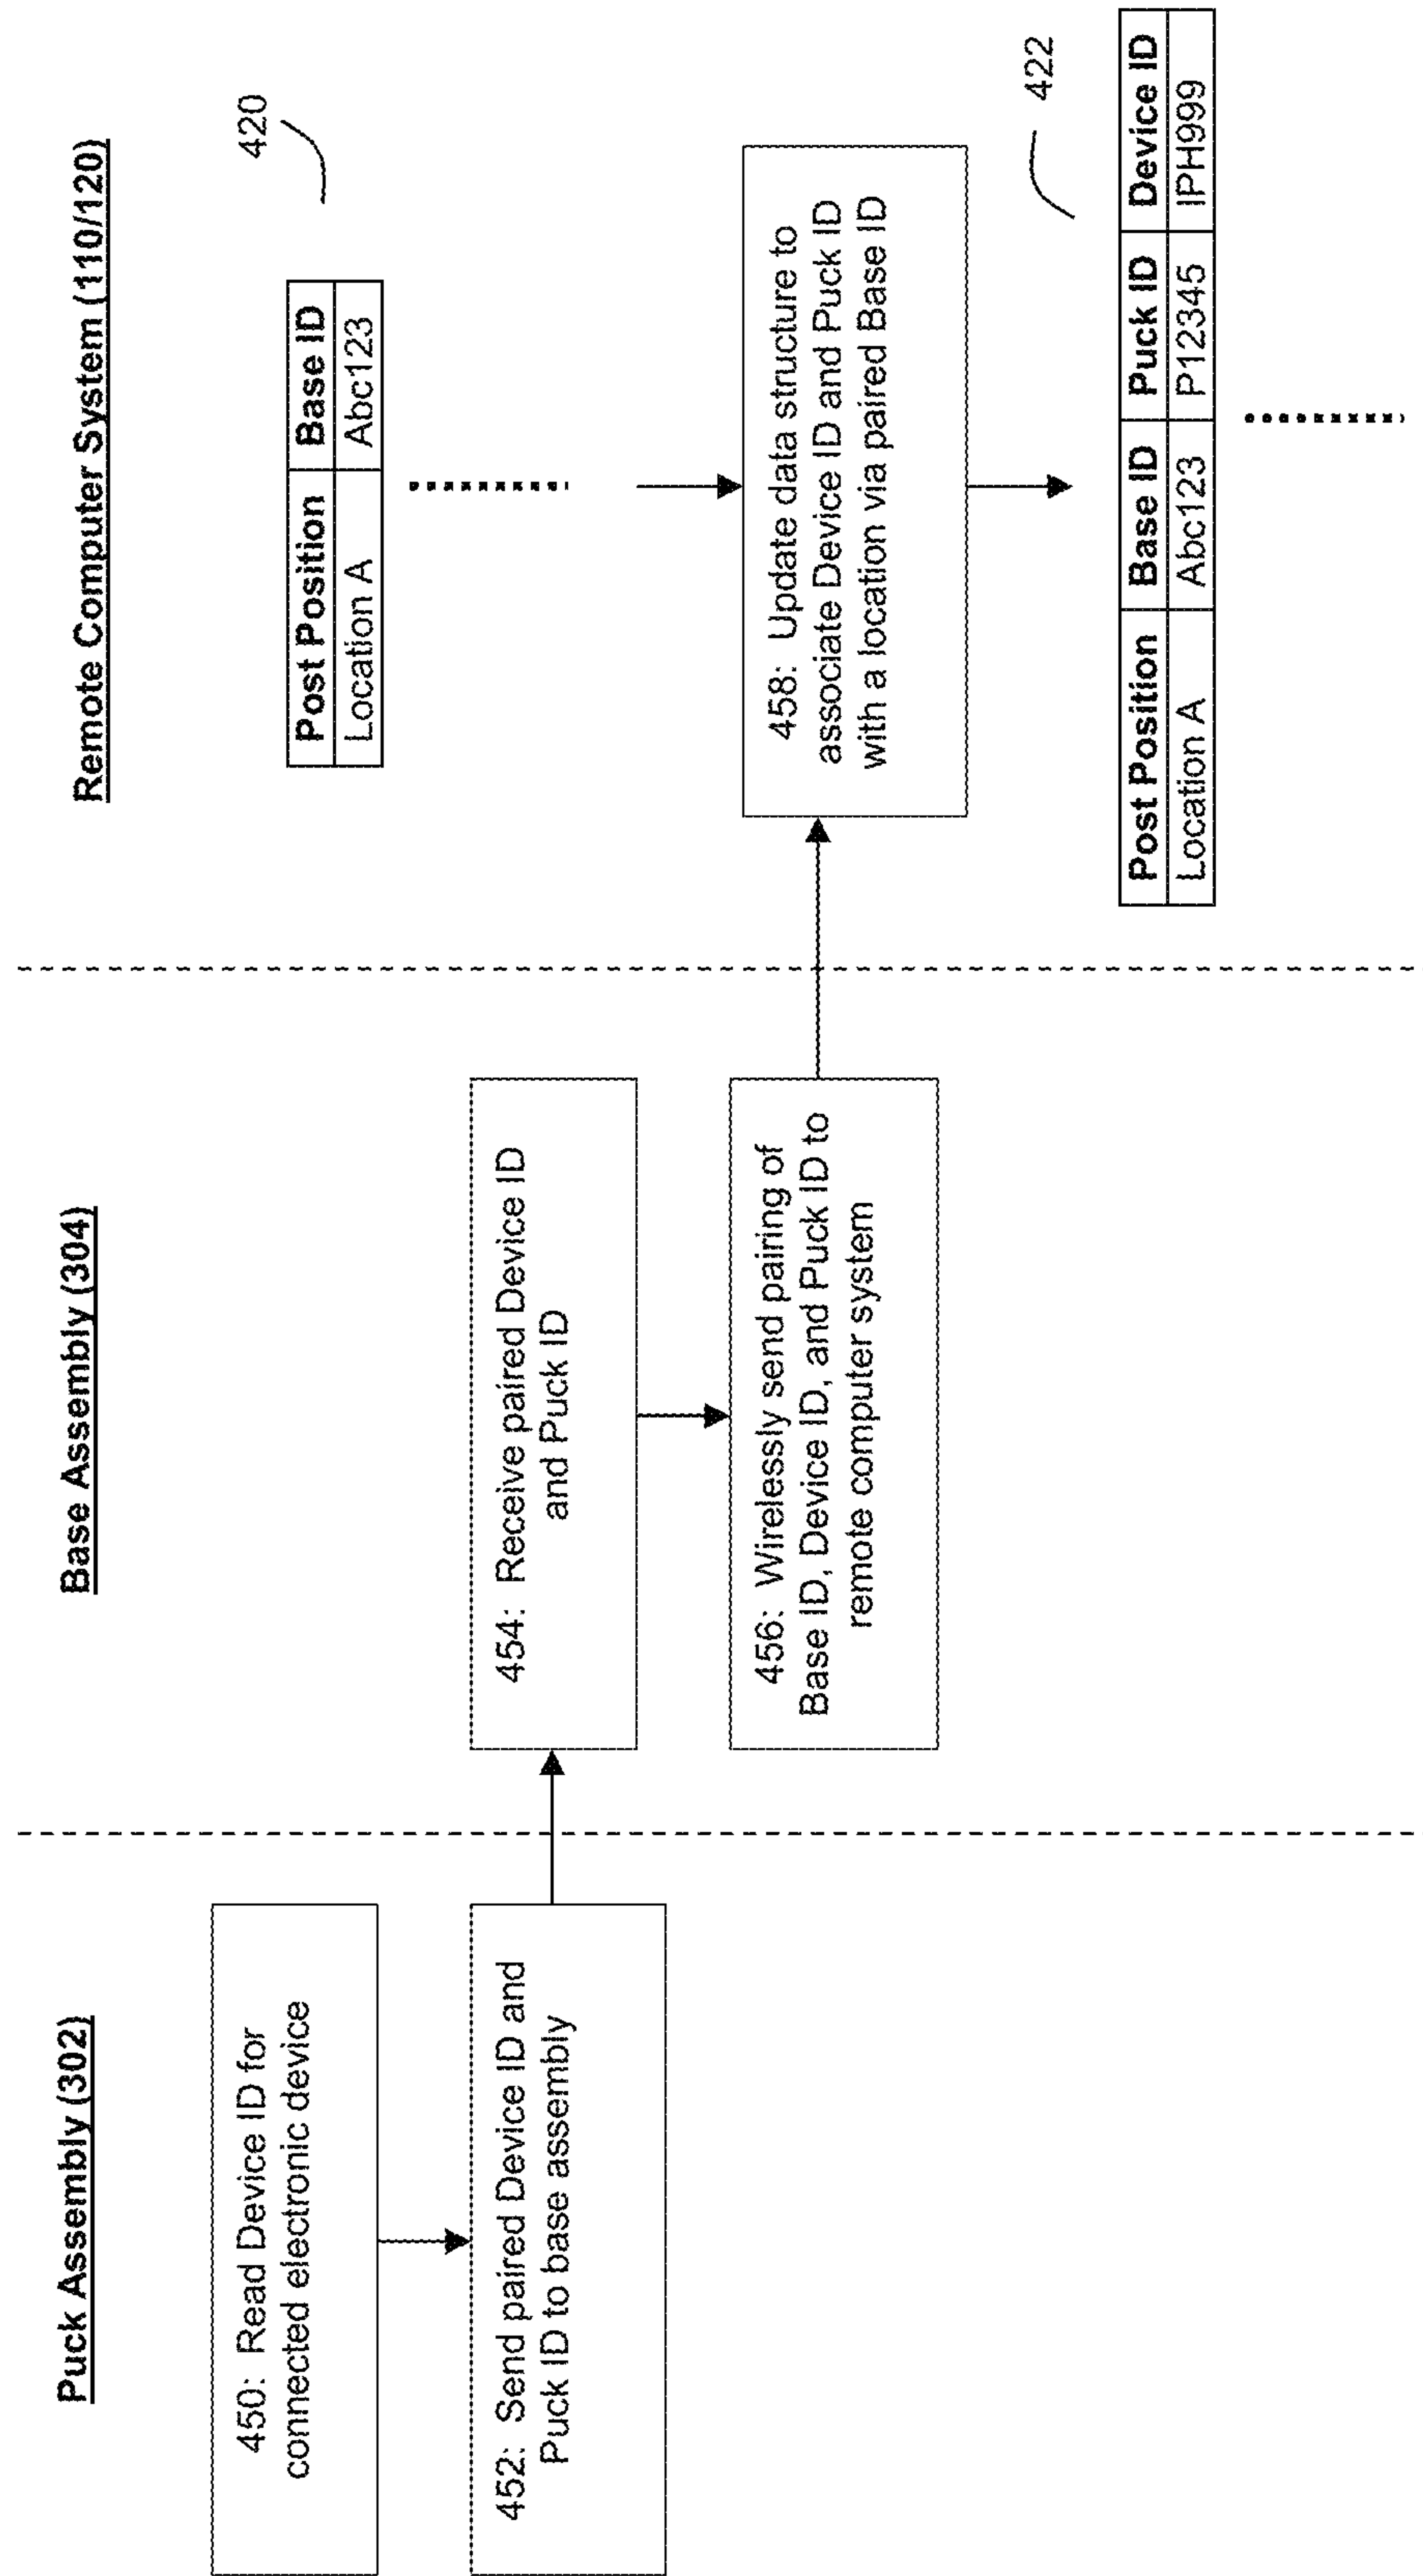 Puck Assembly (302)
450: Read Device ID for
connected electronic device
452: Send paired Device ID and
Puck ID to base assembly
Base Assembly (304)
454: Receive paired Device ID
and Puck ID
456: Wirelessly send pairing of
Base ID, Device ID, and Puck ID to
remote computer system
Remote Computer System (110/120)
420
Post Position Base ID
Location A Abc123
458: Update data structure to
associate Device ID and Puck ID
with a location via paired Base ID
422
Post Position Base ID Puck ID Device ID
Location A Abc123 P12345 IPH999